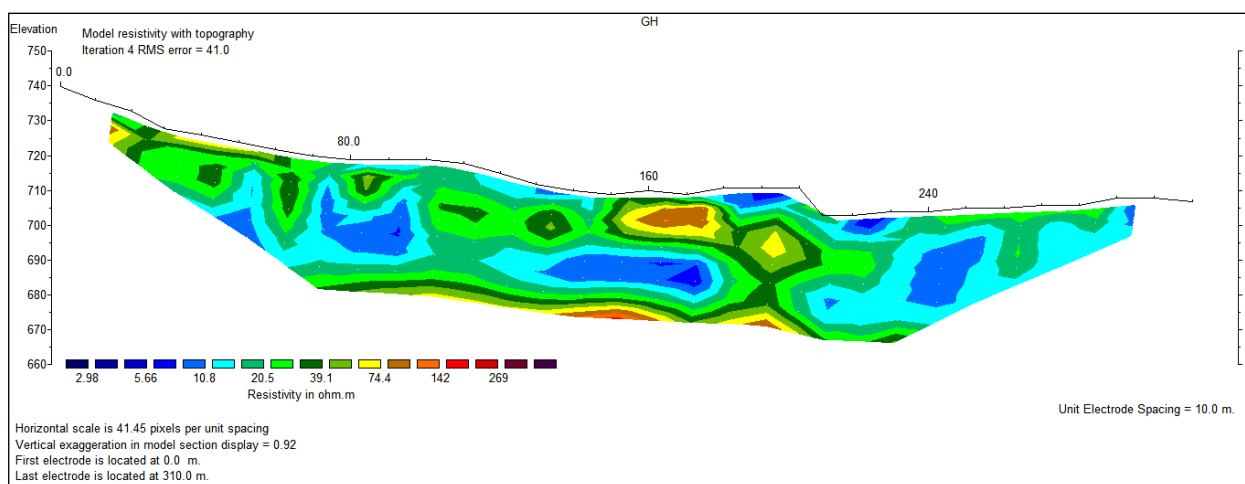 GH
Elevation
Model resistivity with topography
Iteration 4 RMS error = 41.0
750
740
730
720
710
700
690
680
670
660
0.0
80.0
160
240
2.98 5.66 10.8 20.5 39.1 74.4 142 269
Resistivity in ohm.m
Unit Electrode Spacing = 10.0 m.
Horizontal scale is 41.45 pixels per unit spacing
Vertical exaggeration in model section display = 0.92
First electrode is located at 0.0 m.
Last electrode is located at 310.0 m.